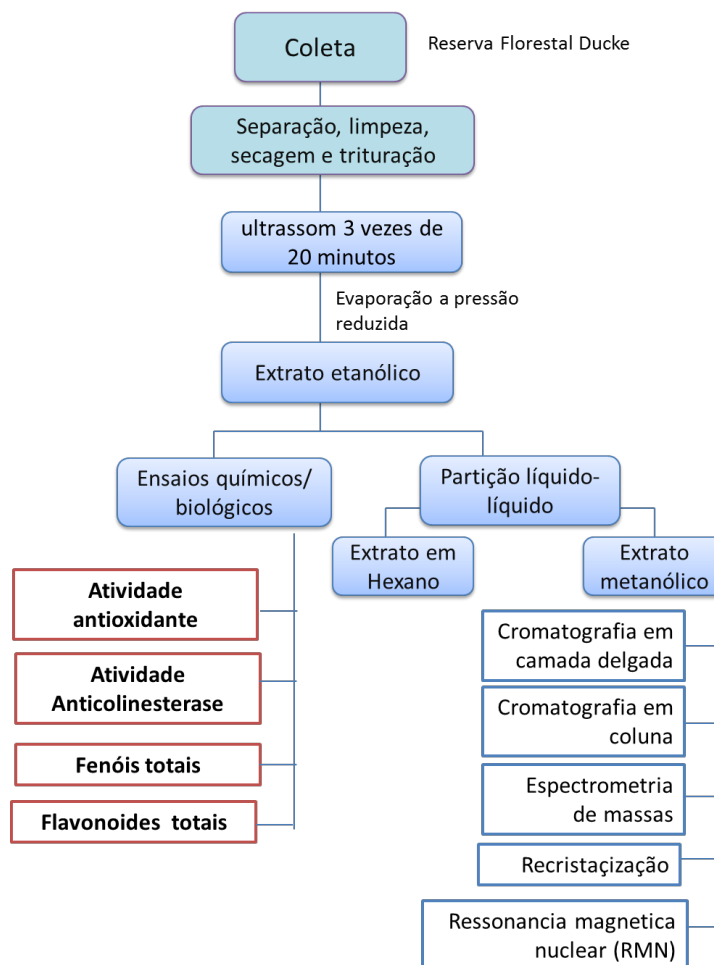 Coleta
Reserva Florestal Ducke
Separação, limpeza,
secagem e trituração
ultrassom 3 vezes de
20 minutos
Evaporação a pressão
reduzida
Extrato etanólico
Ensaios químicos/
biológicos
Partição líquido-
líquido
Extrato em
Hexano
Extrato
metanólico
Atividade
antioxidante
Atividade
Anticolinesterase
Fenóis totais
Flavonoides totais
Cromatografia em
camada delgada
Cromatografia em
coluna
Espectrometria
de massas
Recristaçização
Ressonancia magnetica
nuclear (RMN)